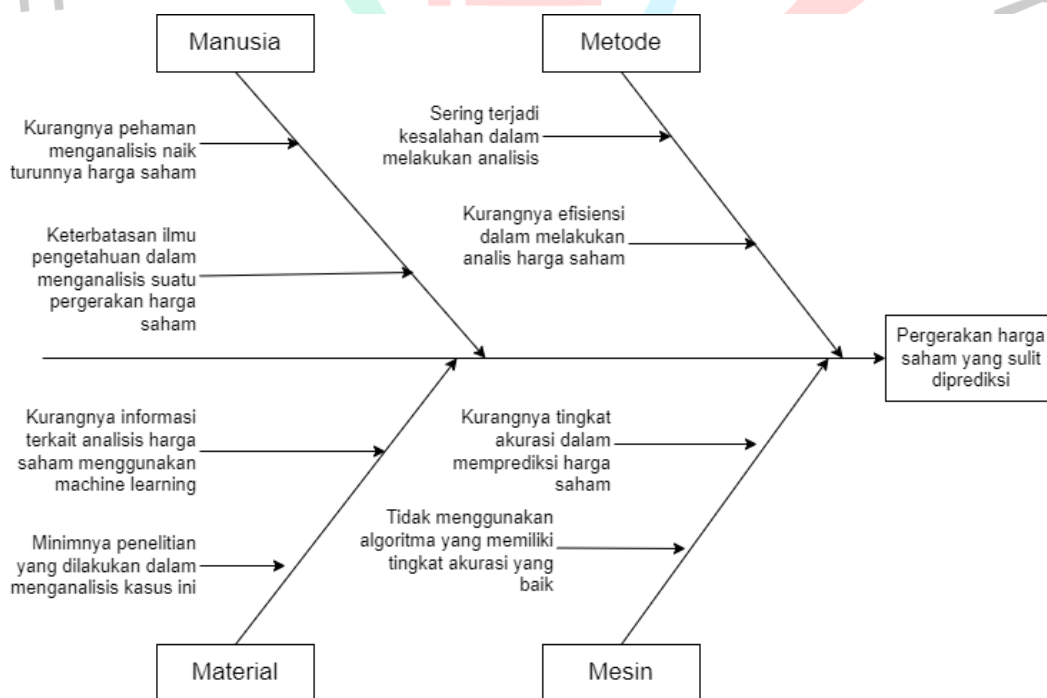 Manusia
Metode
Kurangnya pehaman
menganalisis naik
turunnya harga saham
Sering terjadi
kesalahan dalam
melakukan analisis
Keterbatasan ilmu
pengetahuan dalam
menganalisis suatu
pergerakan harga
saham
Kurangnya efisiensi
dalam melakukan
analis harga saham
Pergerakan harga
saham yang sulit
diprediksi
Kurangnya informasi
terkait analisis harga
saham menggunakan
machine learning
Kurangnya tingkat
akurasi dalam
memprediksi harga
saham
Minimnya penelitian
yang dilakukan dalam
menganalisis kasus ini
Tidak menggunakan
algoritma yang memiliki
tingkat akurasi yang
baik
Material
Mesin